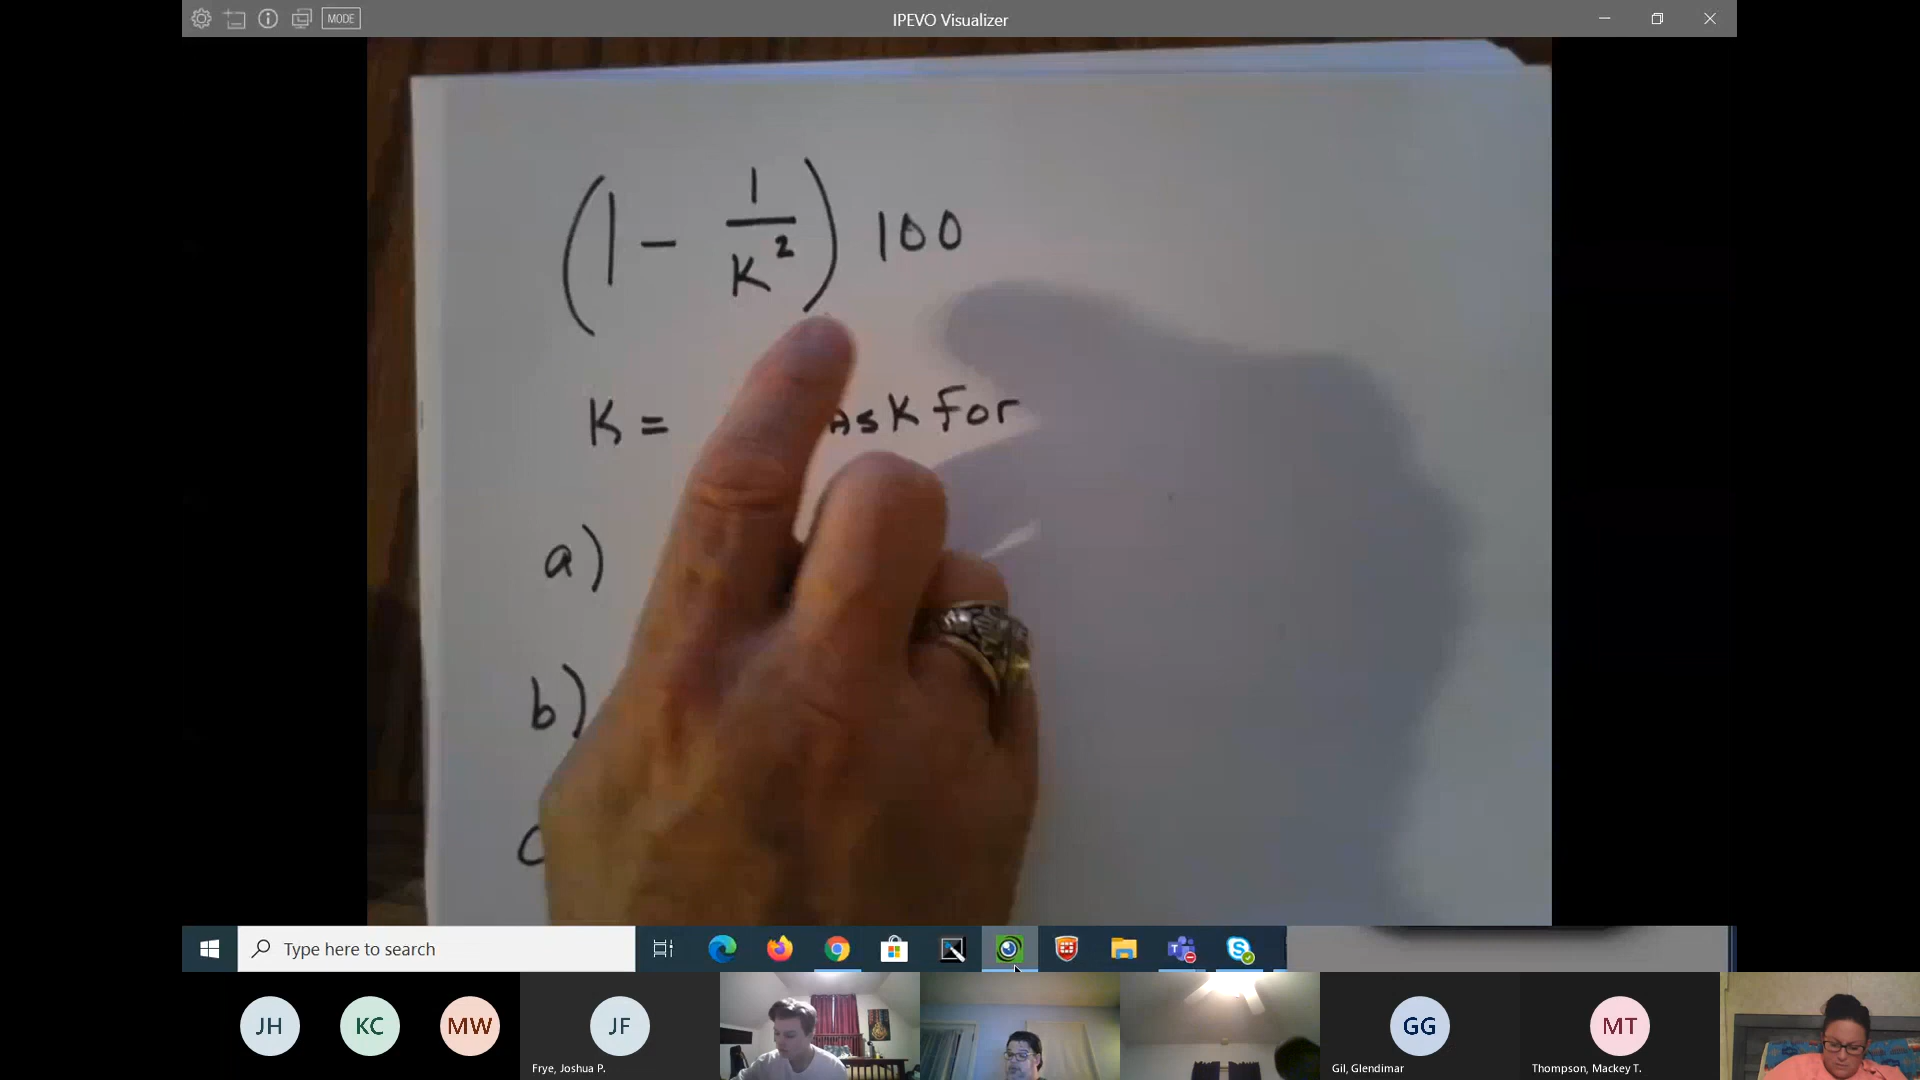 MODE
IPEVO Visualizer
(1 - 1/K²) 100
K = ask for
a)
b)
c
Type here to search
JH
KC
MW
JF
GG
MT
Frye, Joshua P.
Gil, Glendimar
Thompson, Mackey T.